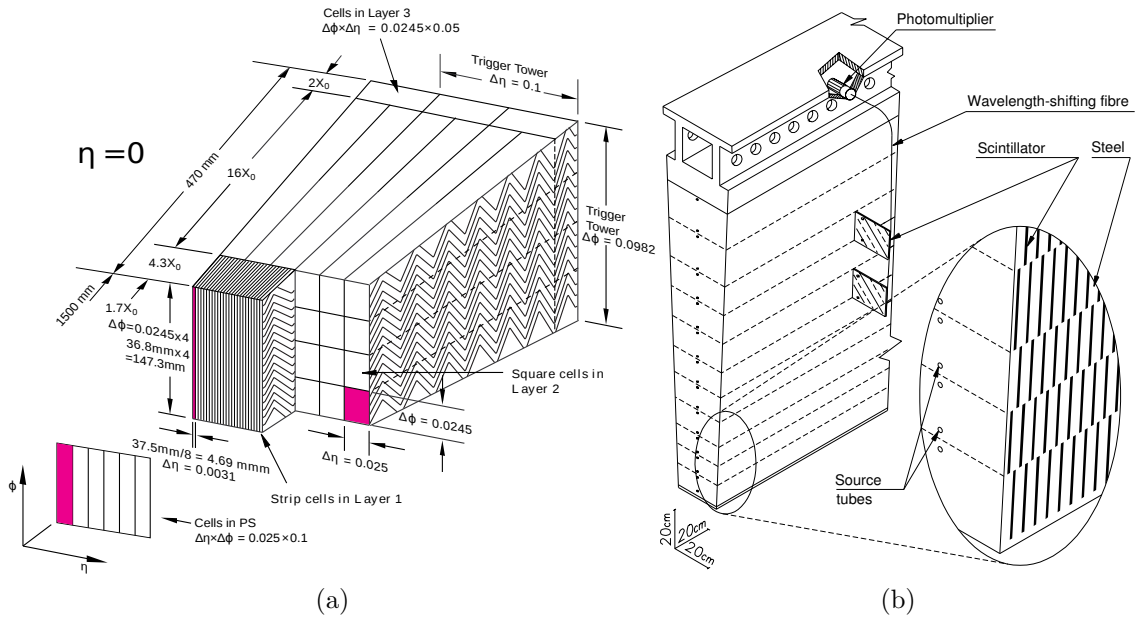 Cells in Layer 3
Δϕ×Δη = 0.0245×0.05
Trigger Tower
Δη = 0.1
2X₀
η =0
470 mm
16X₀
Trigger
Tower
Δϕ = 0.0982
4.3X₀
1500 mm
1.7X₀
Δϕ=0.0245x4
36.8mmx4
=147.3mm
Square cells in
Layer 2
Δϕ = 0.0245
37.5mm/8 = 4.69 mmm
Δη = 0.0031
Δη = 0.025
Strip cells in Layer 1
ϕ
η
Cells in PS
Δη×Δϕ = 0.025×0.1
(a)
Photomultiplier
Wavelength-shifting fibre
Scintillator
Steel
Source
tubes
20cm
20cm
20cm
(b)